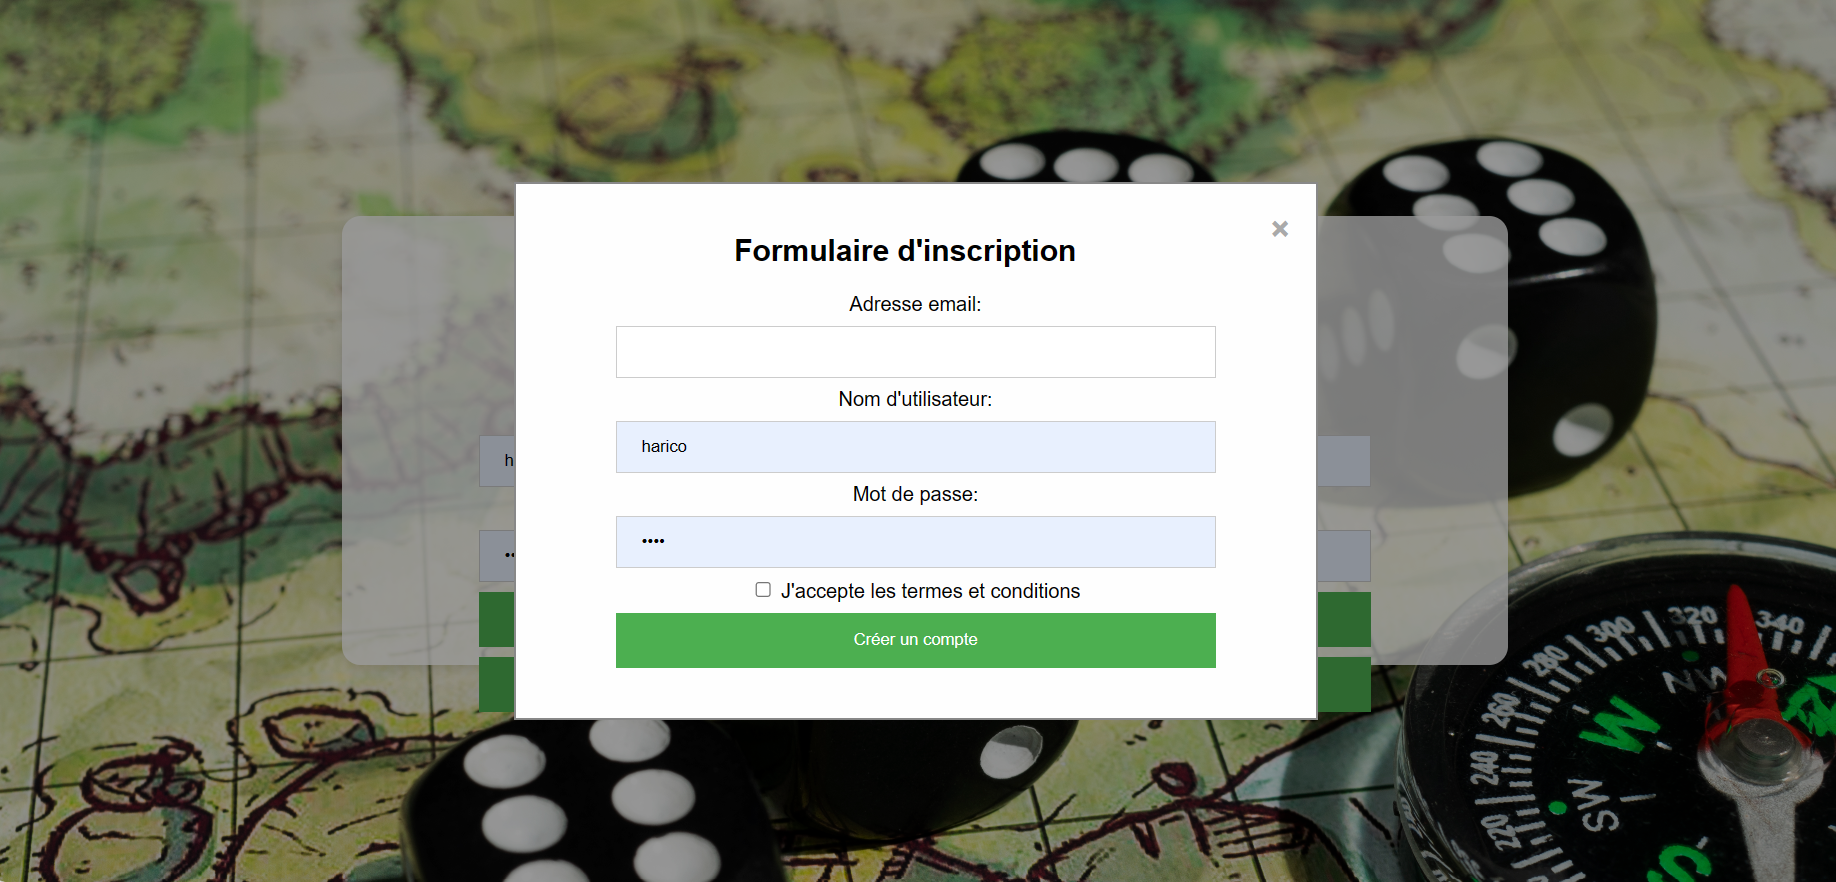 ×
Formulaire d'inscription
Adresse email:
Nom d'utilisateur:
harico
h
Mot de passe:
••••
••
J'accepte les termes et conditions
Créer un compte
300
320
340
280
260
240
220
NW
W
SW
S